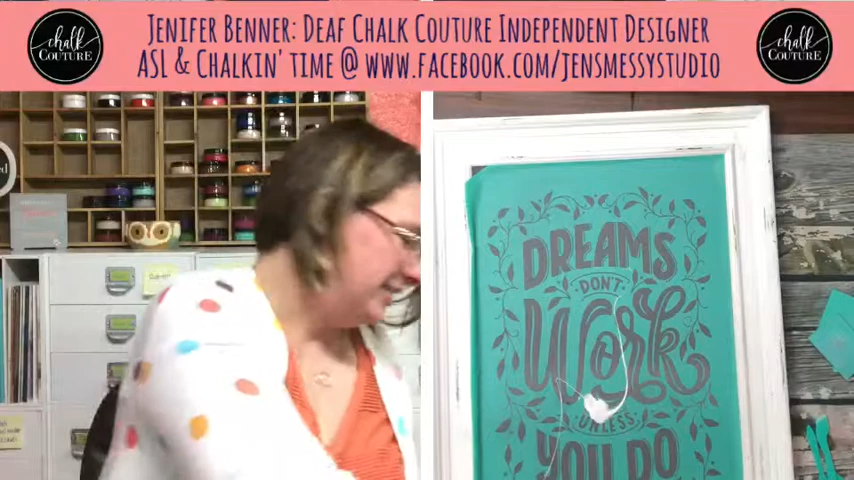 JENIFER BENNER: DEAF CHALK COUTURE INDEPENDENT DESIGNER
ASL & CHALKIN' TIME @ WWW.FACEBOOK.COM/JENSMESSYSTUDIO
chalk
COUTURE
chalk
COUTURE
DREAMS
DON'T
Work
UNLESS
YOU DO